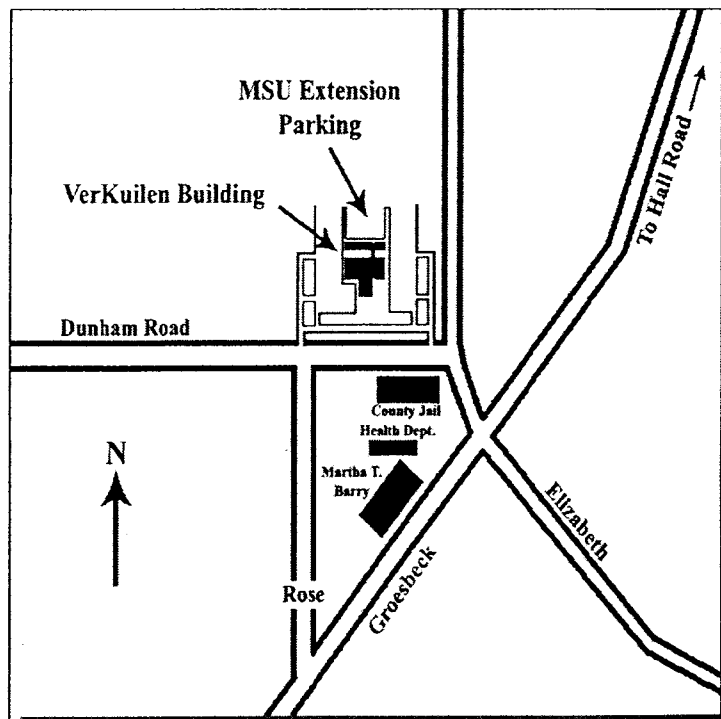 MSU Extension
Parking
VerKuilen Building
To Hall Road
Dunham Road
County Jail
Health Dept.
Martha T.
Barry
N
Elizabeth
Rose
Groesbeck